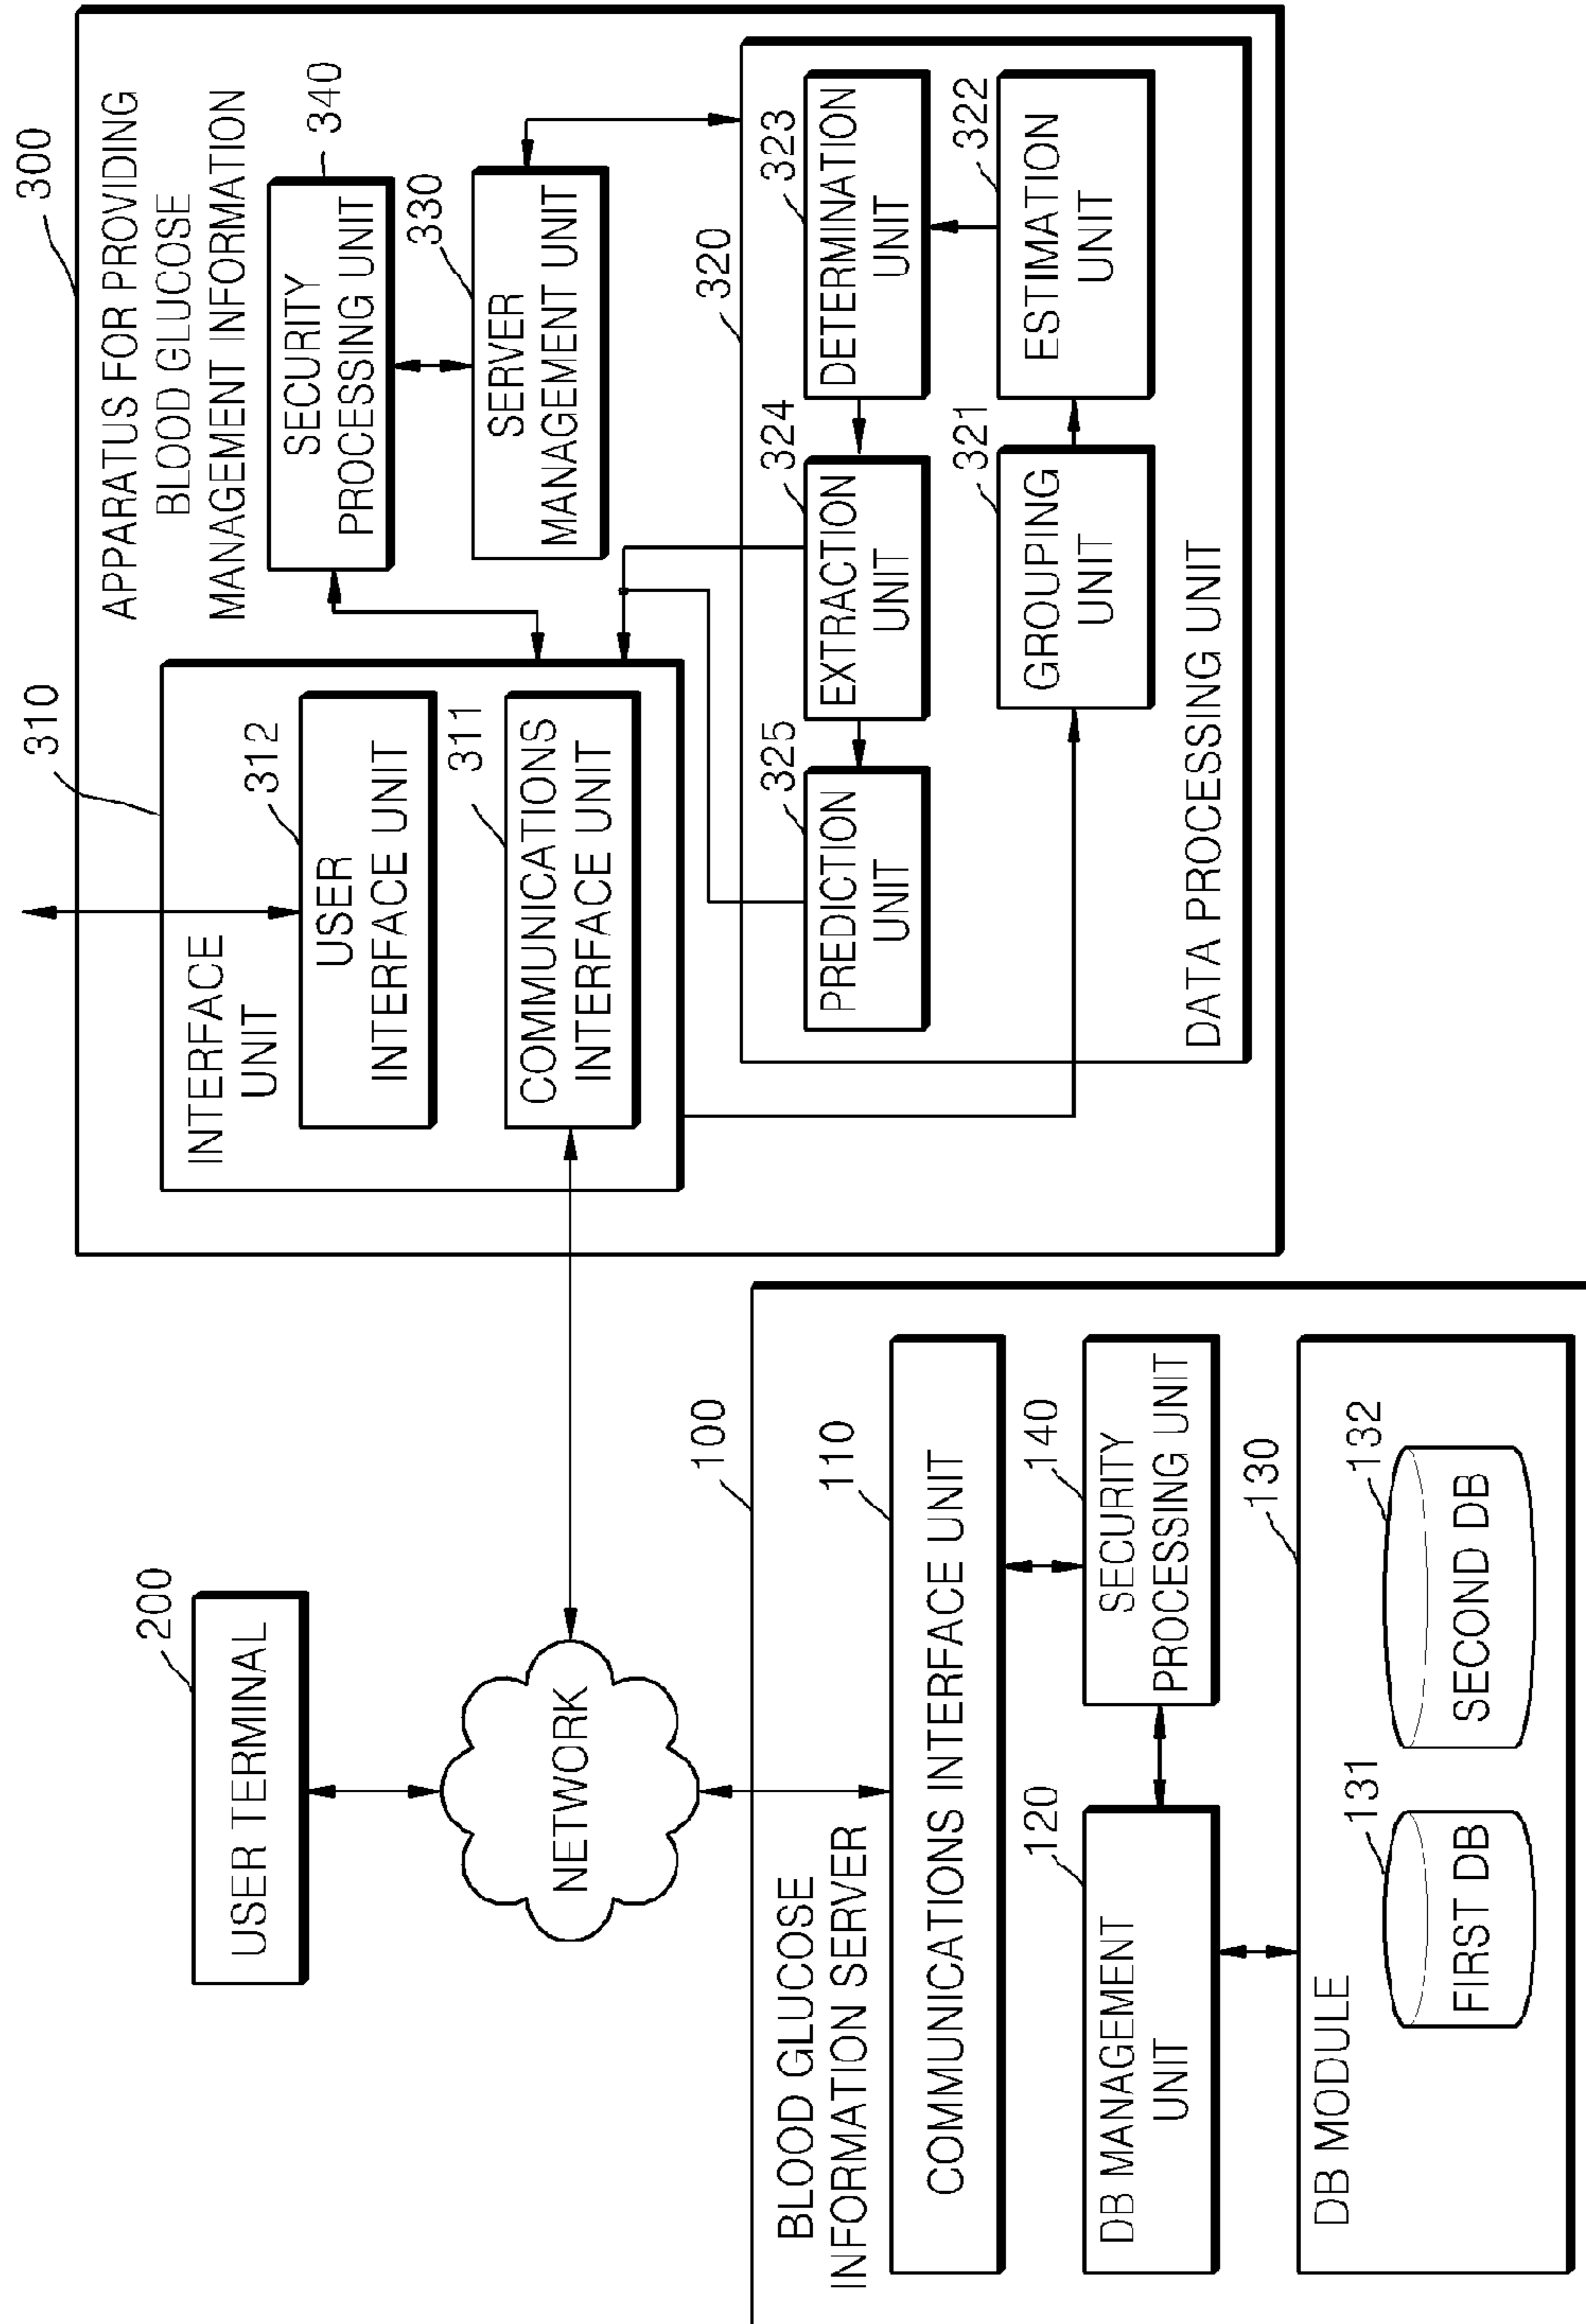 200
USER TERMINAL
NETWORK
100
BLOOD GLUCOSE
INFORMATION SERVER
110
COMMUNICATIONS INTERFACE UNIT
120
DB MANAGEMENT
UNIT
140
SECURITY
PROCESSING UNIT
130
DB MODULE
131
FIRST DB
132
SECOND DB
300
APPARATUS FOR PROVIDING
BLOOD GLUCOSE
MANAGEMENT INFORMATION
310
INTERFACE
UNIT
312
USER
INTERFACE UNIT
311
COMMUNICATIONS
INTERFACE UNIT
340
SECURITY
PROCESSING UNIT
330
SERVER
MANAGEMENT UNIT
320
325
PREDICTION
UNIT
324
EXTRACTION
UNIT
323
DETERMINATION
UNIT
321
GROUPING
UNIT
322
ESTIMATION
UNIT
DATA PROCESSING UNIT